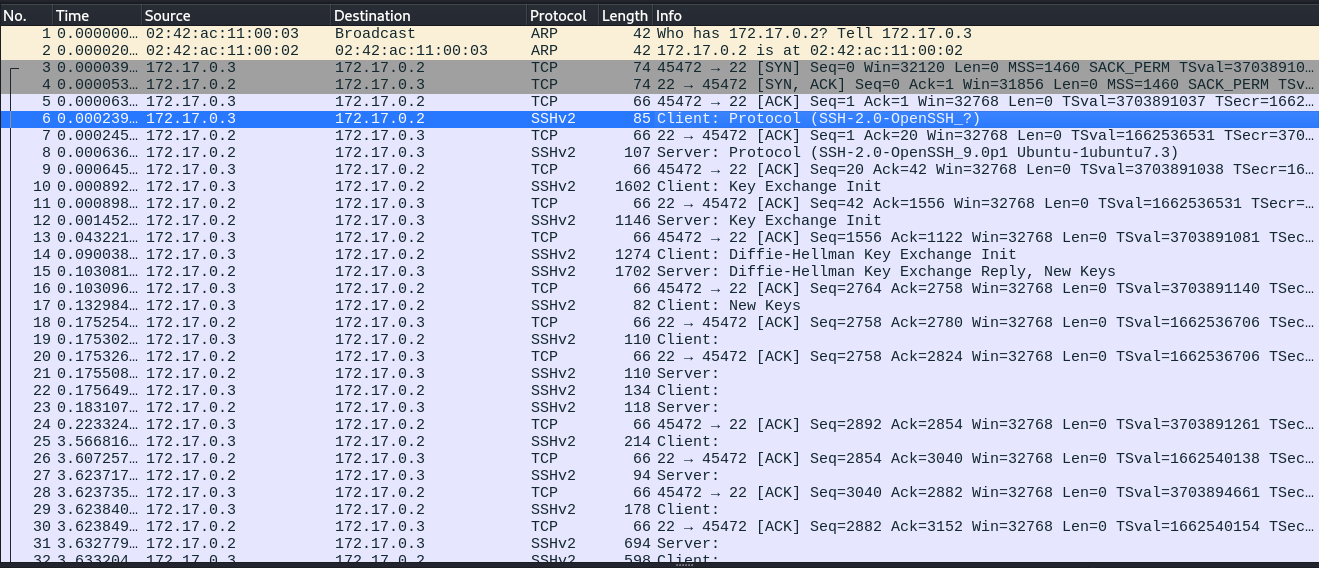 No. Time Source Destination Protocol Length Info
1 0.000000… 02:42:ac:11:00:03 Broadcast ARP 42 Who has 172.17.0.2? Tell 172.17.0.3
2 0.000020… 02:42:ac:11:00:02 02:42:ac:11:00:03 ARP 42 172.17.0.2 is at 02:42:ac:11:00:02
3 0.000039… 172.17.0.3 172.17.0.2 TCP 74 45472 → 22 [SYN] Seq=0 Win=32120 Len=0 MSS=1460 SACK_PERM TSval=37038910…
4 0.000053… 172.17.0.2 172.17.0.3 TCP 74 22 → 45472 [SYN, ACK] Seq=0 Ack=1 Win=31856 Len=0 MSS=1460 SACK_PERM TSv…
5 0.000063… 172.17.0.3 172.17.0.2 TCP 66 45472 → 22 [ACK] Seq=1 Ack=1 Win=32768 Len=0 TSval=3703891037 TSecr=1662…
6 0.000239… 172.17.0.3 172.17.0.2 SSHv2 85 Client: Protocol (SSH-2.0-OpenSSH_?)
7 0.000245… 172.17.0.2 172.17.0.3 TCP 66 22 → 45472 [ACK] Seq=1 Ack=20 Win=32768 Len=0 TSval=1662536531 TSecr=370…
8 0.000636… 172.17.0.2 172.17.0.3 SSHv2 107 Server: Protocol (SSH-2.0-OpenSSH_9.0p1 Ubuntu-1ubuntu7.3)
9 0.000645… 172.17.0.3 172.17.0.2 TCP 66 45472 → 22 [ACK] Seq=20 Ack=42 Win=32768 Len=0 TSval=3703891038 TSecr=16…
10 0.000892… 172.17.0.3 172.17.0.2 SSHv2 1602 Client: Key Exchange Init
11 0.000898… 172.17.0.2 172.17.0.3 TCP 66 22 → 45472 [ACK] Seq=42 Ack=1556 Win=32768 Len=0 TSval=1662536531 TSecr=…
12 0.001452… 172.17.0.2 172.17.0.3 SSHv2 1146 Server: Key Exchange Init
13 0.043221… 172.17.0.3 172.17.0.2 TCP 66 45472 → 22 [ACK] Seq=1556 Ack=1122 Win=32768 Len=0 TSval=3703891081 TSec…
14 0.090038… 172.17.0.3 172.17.0.2 SSHv2 1274 Client: Diffie-Hellman Key Exchange Init
15 0.103081… 172.17.0.2 172.17.0.3 SSHv2 1702 Server: Diffie-Hellman Key Exchange Reply, New Keys
16 0.103096… 172.17.0.3 172.17.0.2 TCP 66 45472 → 22 [ACK] Seq=2764 Ack=2758 Win=32768 Len=0 TSval=3703891140 TSec…
17 0.132984… 172.17.0.3 172.17.0.2 SSHv2 82 Client: New Keys
18 0.175254… 172.17.0.2 172.17.0.3 TCP 66 22 → 45472 [ACK] Seq=2758 Ack=2780 Win=32768 Len=0 TSval=1662536706 TSec…
19 0.175302… 172.17.0.3 172.17.0.2 SSHv2 110 Client:
20 0.175326… 172.17.0.2 172.17.0.3 TCP 66 22 → 45472 [ACK] Seq=2758 Ack=2824 Win=32768 Len=0 TSval=1662536706 TSec…
21 0.175508… 172.17.0.2 172.17.0.3 SSHv2 110 Server:
22 0.175649… 172.17.0.3 172.17.0.2 SSHv2 134 Client:
23 0.183107… 172.17.0.2 172.17.0.3 SSHv2 118 Server:
24 0.223324… 172.17.0.3 172.17.0.2 TCP 66 45472 → 22 [ACK] Seq=2892 Ack=2854 Win=32768 Len=0 TSval=3703891261 TSec…
25 3.566816… 172.17.0.3 172.17.0.2 SSHv2 214 Client:
26 3.607257… 172.17.0.2 172.17.0.3 TCP 66 22 → 45472 [ACK] Seq=2854 Ack=3040 Win=32768 Len=0 TSval=1662540138 TSec…
27 3.623717… 172.17.0.2 172.17.0.3 SSHv2 94 Server:
28 3.623735… 172.17.0.3 172.17.0.2 TCP 66 45472 → 22 [ACK] Seq=3040 Ack=2882 Win=32768 Len=0 TSval=3703894661 TSec…
29 3.623840… 172.17.0.3 172.17.0.2 SSHv2 178 Client:
30 3.623849… 172.17.0.2 172.17.0.3 TCP 66 22 → 45472 [ACK] Seq=2882 Ack=3152 Win=32768 Len=0 TSval=1662540154 TSec…
31 3.632779… 172.17.0.2 172.17.0.3 SSHv2 694 Server:
32 3.633204… 172.17.0.3 172.17.0.2 SSHv2 598 Client: